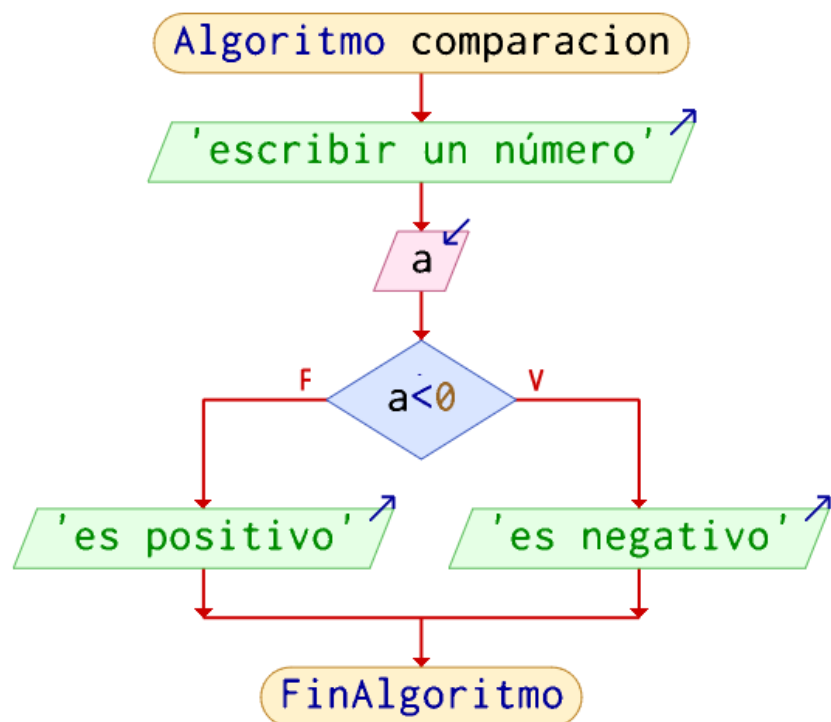 Algoritmo comparacion
'escribir un número'
a
F
a<0
V
'es positivo'
'es negativo'
FinAlgoritmo